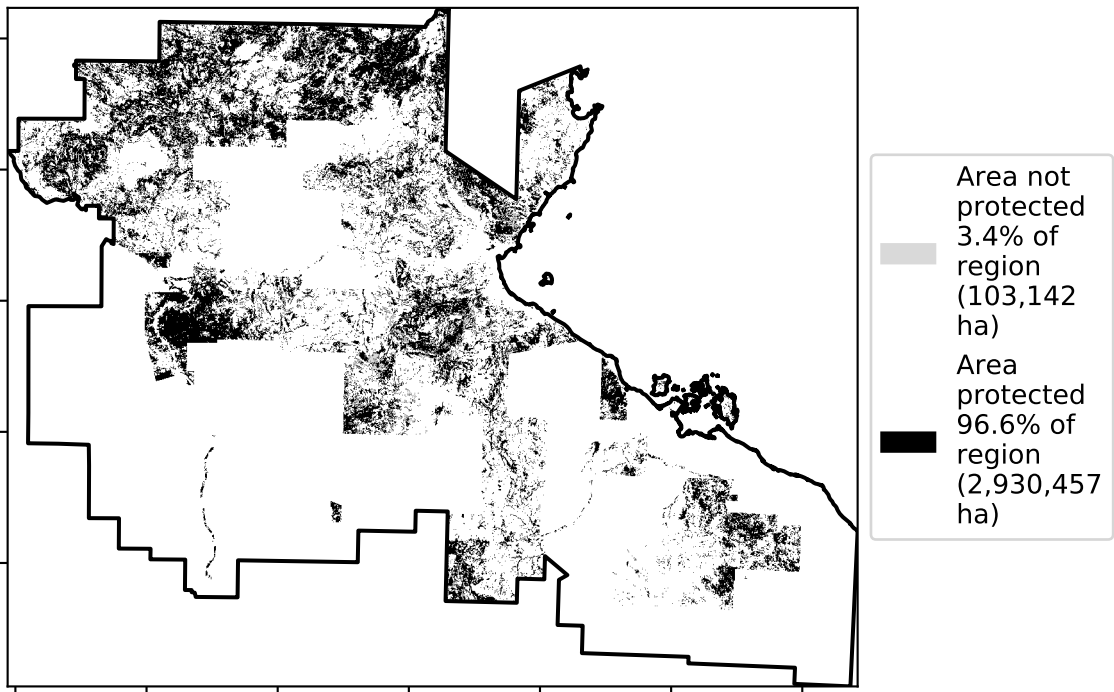 Area not
protected
3.4% of
region
(103,142
ha)
Area
protected
96.6% of
region
(2,930,457
ha)